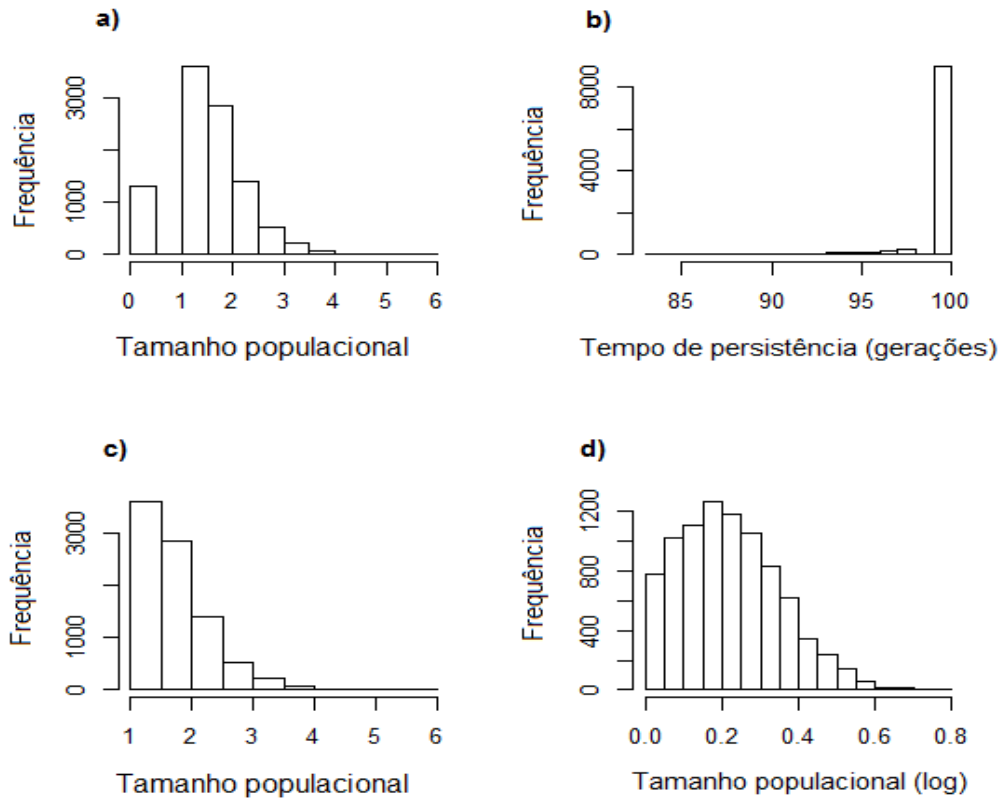 a)
Frequência
0 1000 3000
0 1 2 3 4 5 6
Tamanho populacional
b)
Frequência
0 4000 8000
85 90 95 100
Tempo de persistência (gerações)
c)
Frequência
0 1000 3000
1 2 3 4 5 6
Tamanho populacional
d)
Frequência
0 400 800 1200
0.0 0.2 0.4 0.6 0.8
Tamanho populacional (log)